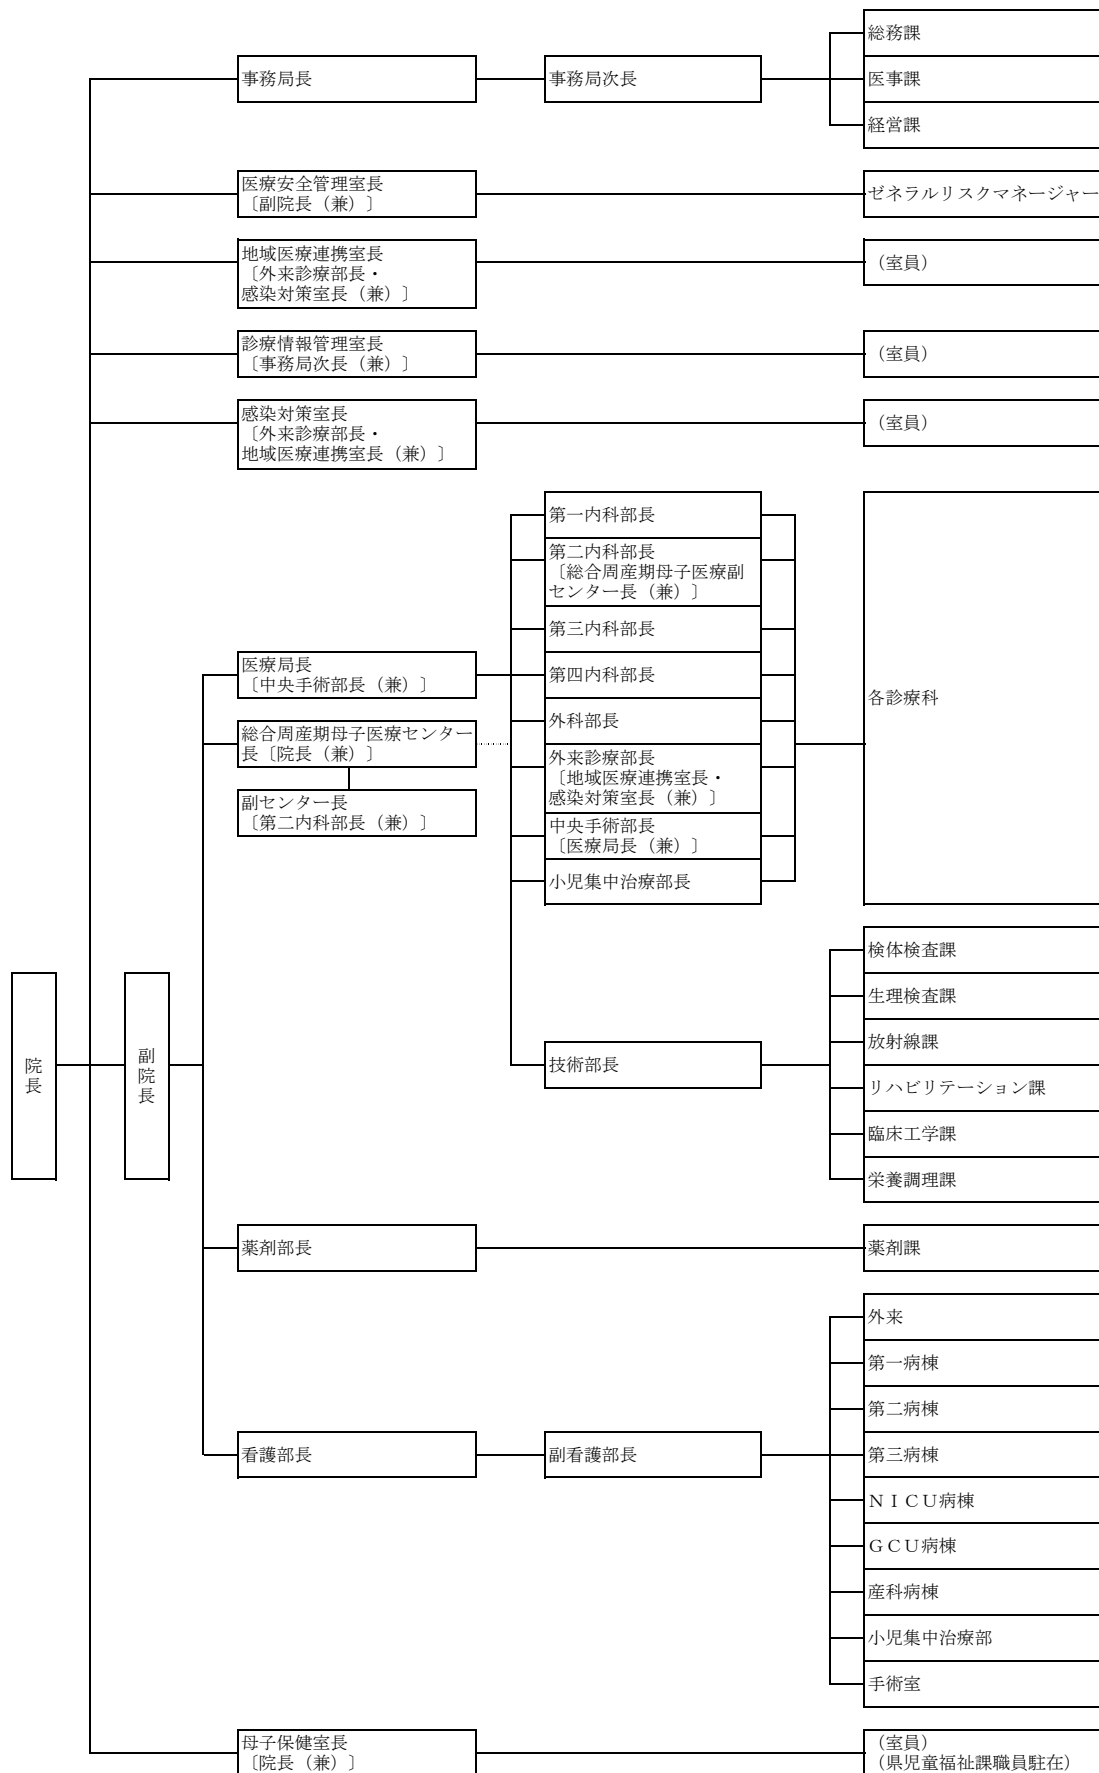 総務課
事務局長
事務局次長
医事課
経営課
医療安全管理室長
〔副院長（兼）〕
ゼネラルリスクマネージャー
地域医療連携室長
〔外来診療部長・
感染対策室長（兼）〕
（室員）
診療情報管理室長
〔事務局次長（兼）〕
（室員）
感染対策室長
〔外来診療部長・
地域医療連携室長（兼）〕
（室員）
第一内科部長
第二内科部長
〔総合周産期母子医療副
センター長（兼）〕
第三内科部長
医療局長
〔中央手術部長（兼）〕
第四内科部長
各診療科
外科部長
総合周産期母子医療センター
長〔院長（兼）〕
外来診療部長
〔地域医療連携室長・
感染対策室長（兼）〕
副センター長
〔第二内科部長（兼）〕
中央手術部長
〔医療局長（兼）〕
小児集中治療部長
検体検査課
生理検査課
放射線課
院長
副院長
技術部長
リハビリテーション課
臨床工学課
栄養調理課
薬剤部長
薬剤課
外来
第一病棟
第二病棟
看護部長
副看護部長
第三病棟
ＮＩＣＵ病棟
ＧＣＵ病棟
産科病棟
小児集中治療部
手術室
母子保健室長
〔院長（兼）〕
（室員）
（県児童福祉課職員駐在）